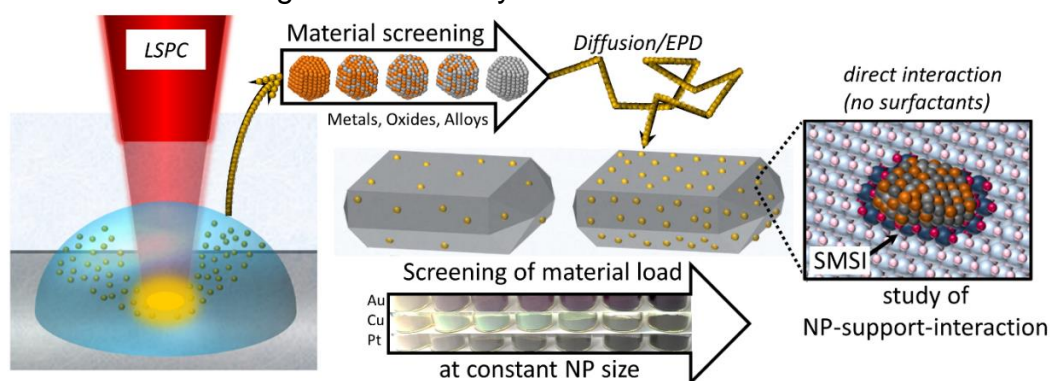 LSPC
Material screening
Metals, Oxides, Alloys
Diffusion/EPD
direct interaction
(no surfactants)
SMSI
study of
NP-support-interaction
Screening of material load
Au
Cu
Pt
at constant NP size